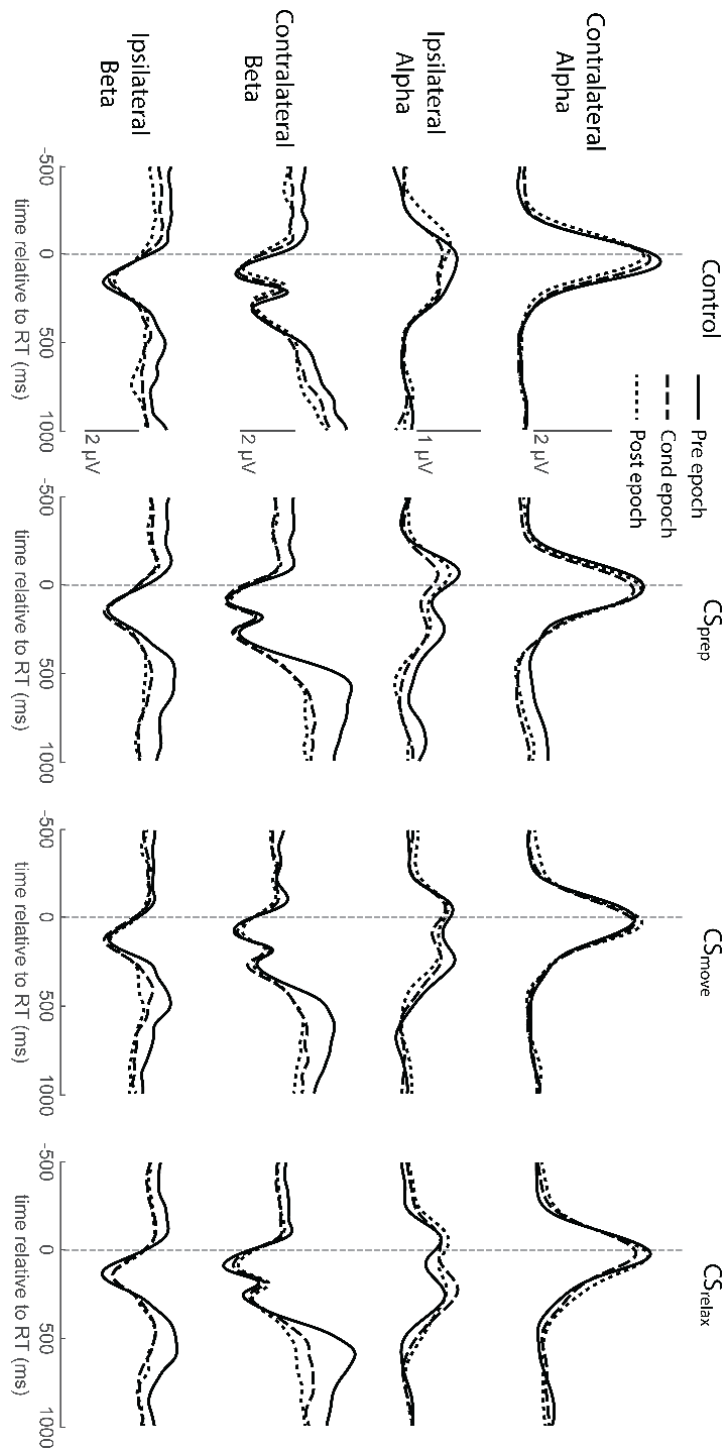 Control
CSprep
CSmove
CSrelax
Pre epoch
Cond epoch
Post epoch
Contralateral
Alpha
2 µV
Ipsilateral
Alpha
1 µV
Contralateral
Beta
2 µV
Ipsilateral
Beta
2 µV
-500 0 500 1000
-500 0 500 1000
-500 0 500 1000
-500 0 500 1000
time relative to RT (ms)
time relative to RT (ms)
time relative to RT (ms)
time relative to RT (ms)